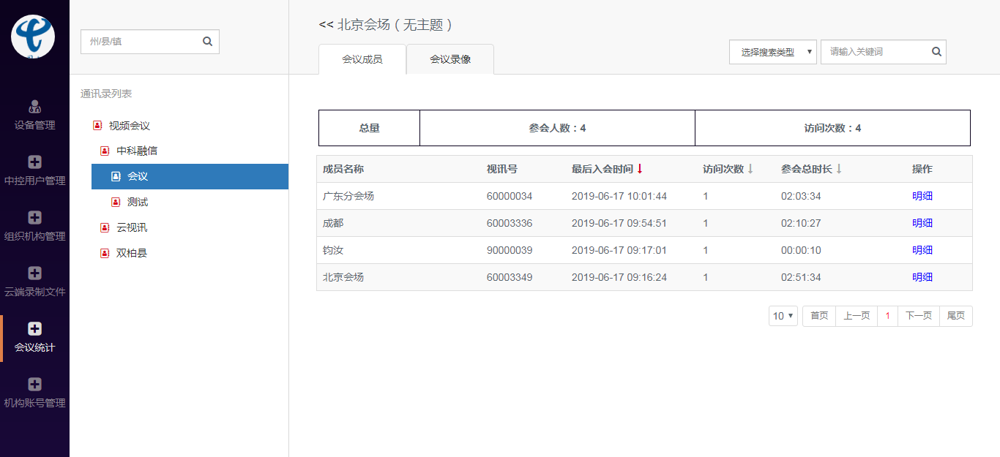 设备管理
中控用户管理
组织机构管理
云端录制文件
会议统计
机构账号管理
州/县/镇
通讯录列表
视频会议
中科融信
会议
测试
云视讯
双柏县
<< 北京会场（无主题）
会议成员 会议录像 选择搜索类型 请输入关键词
总量 参会人数：4 访问次数：4
成员名称 视讯号 最后入会时间 访问次数 参会总时长 操作
广东分会场 60000034 2019-06-17 10:01:44 1 02:03:34 明细
成都 60003336 2019-06-17 09:54:51 1 02:10:27 明细
钧汝 90000039 2019-06-17 09:17:01 1 00:00:10 明细
北京会场 60003349 2019-06-17 09:16:24 1 02:51:34 明细
10 首页 上一页 1 下一页 尾页